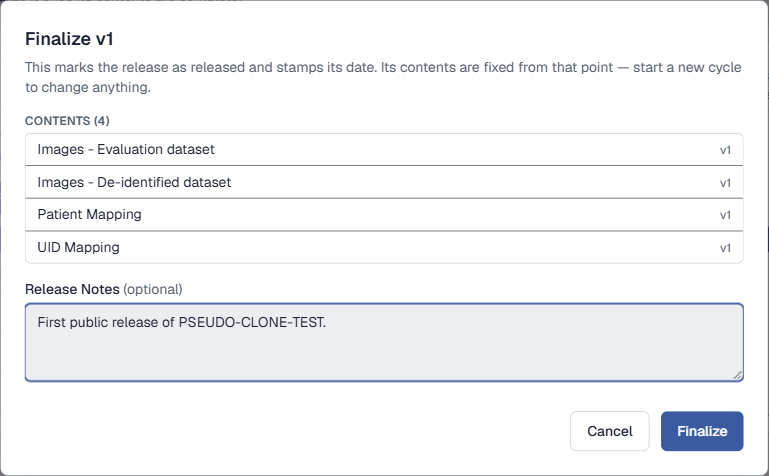 Finalize v1
This marks the release as released and stamps its date. Its contents are fixed from that point — start a new cycle
to change anything.
CONTENTS (4)
Images - Evaluation dataset v1
Images - De-identified dataset v1
Patient Mapping v1
UID Mapping v1
Release Notes (optional)
First public release of PSEUDO-CLONE-TEST.
Cancel Finalize